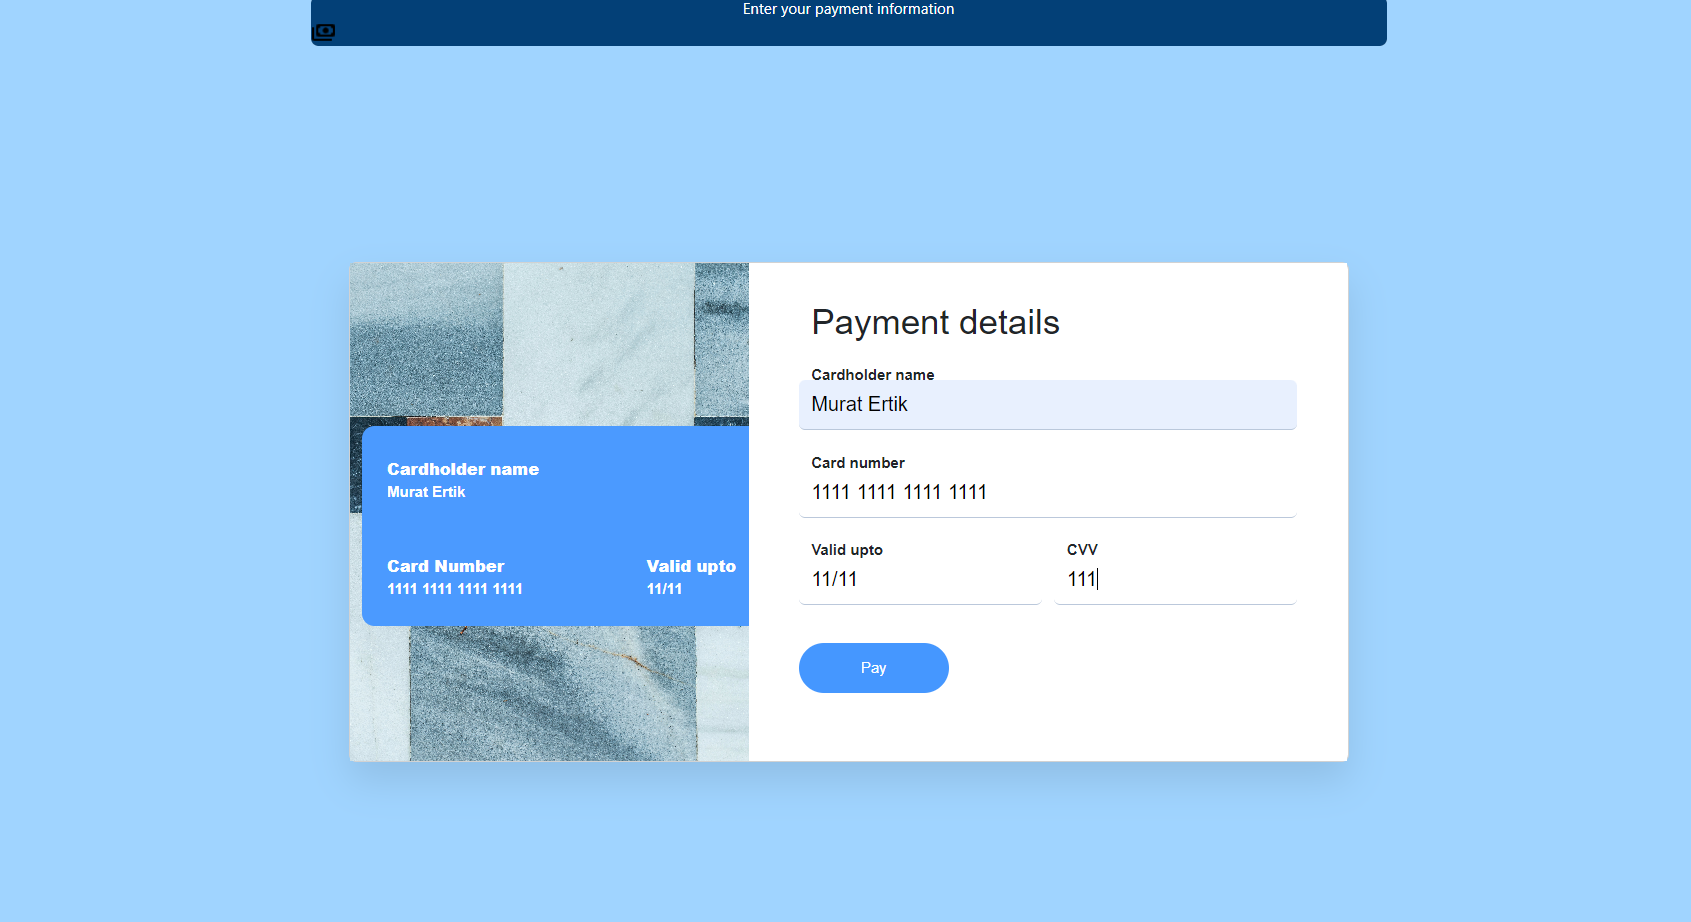 Enter your payment information
Cardholder name
Murat Ertik
Card Number
Valid upto
1111 1111 1111 1111
11/11
Payment details
Cardholder name
Murat Ertik
Card number
1111 1111 1111 1111
Valid upto
CVV
11/11
111
Pay